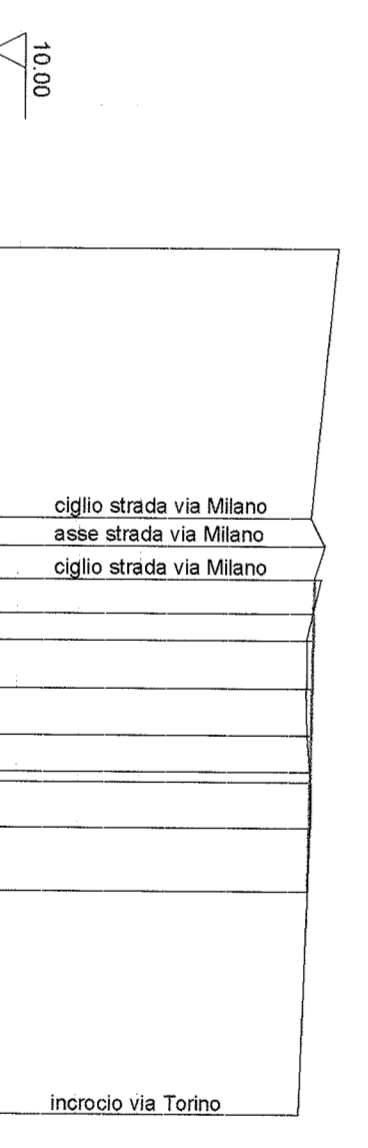 10.00
ciglio strada via Milano
asse strada via Milano
ciglio strada via Milano
incrocio via Torino